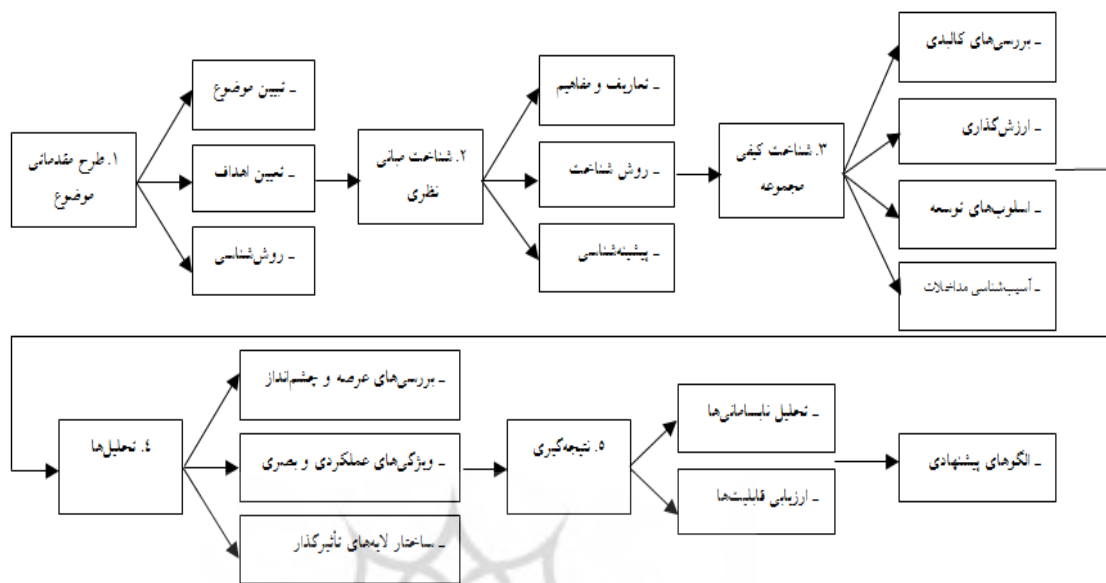 ۱. طرح مقدماتی
موضوع
ـ تبیین موضوع
ـ تعیین اهداف
ـ روش‌شناسی
۲. شناخت مبانی
نظری
ـ تعاریف و مفاهیم
ـ روش شناخت
ـ پیشینه‌شناسی
۳. شناخت کیفی
مجموعه
ـ بررسی‌های کالبدی
ـ ارزش‌گذاری
ـ اسلوب‌های توسعه
ـ آسیب‌شناسی مداخلات
۴. تحلیل‌ها
ـ بررسی‌های عرصه و چشم‌انداز
ـ ویژگی‌های عملکردی و بصری
ـ ساختار لایه‌های تأثیرگذار
۵. نتیجه‌گیری
ـ تحلیل نابسامانی‌ها
ـ ارزیابی قابلیت‌ها
ـ الگوهای پیشنهادی